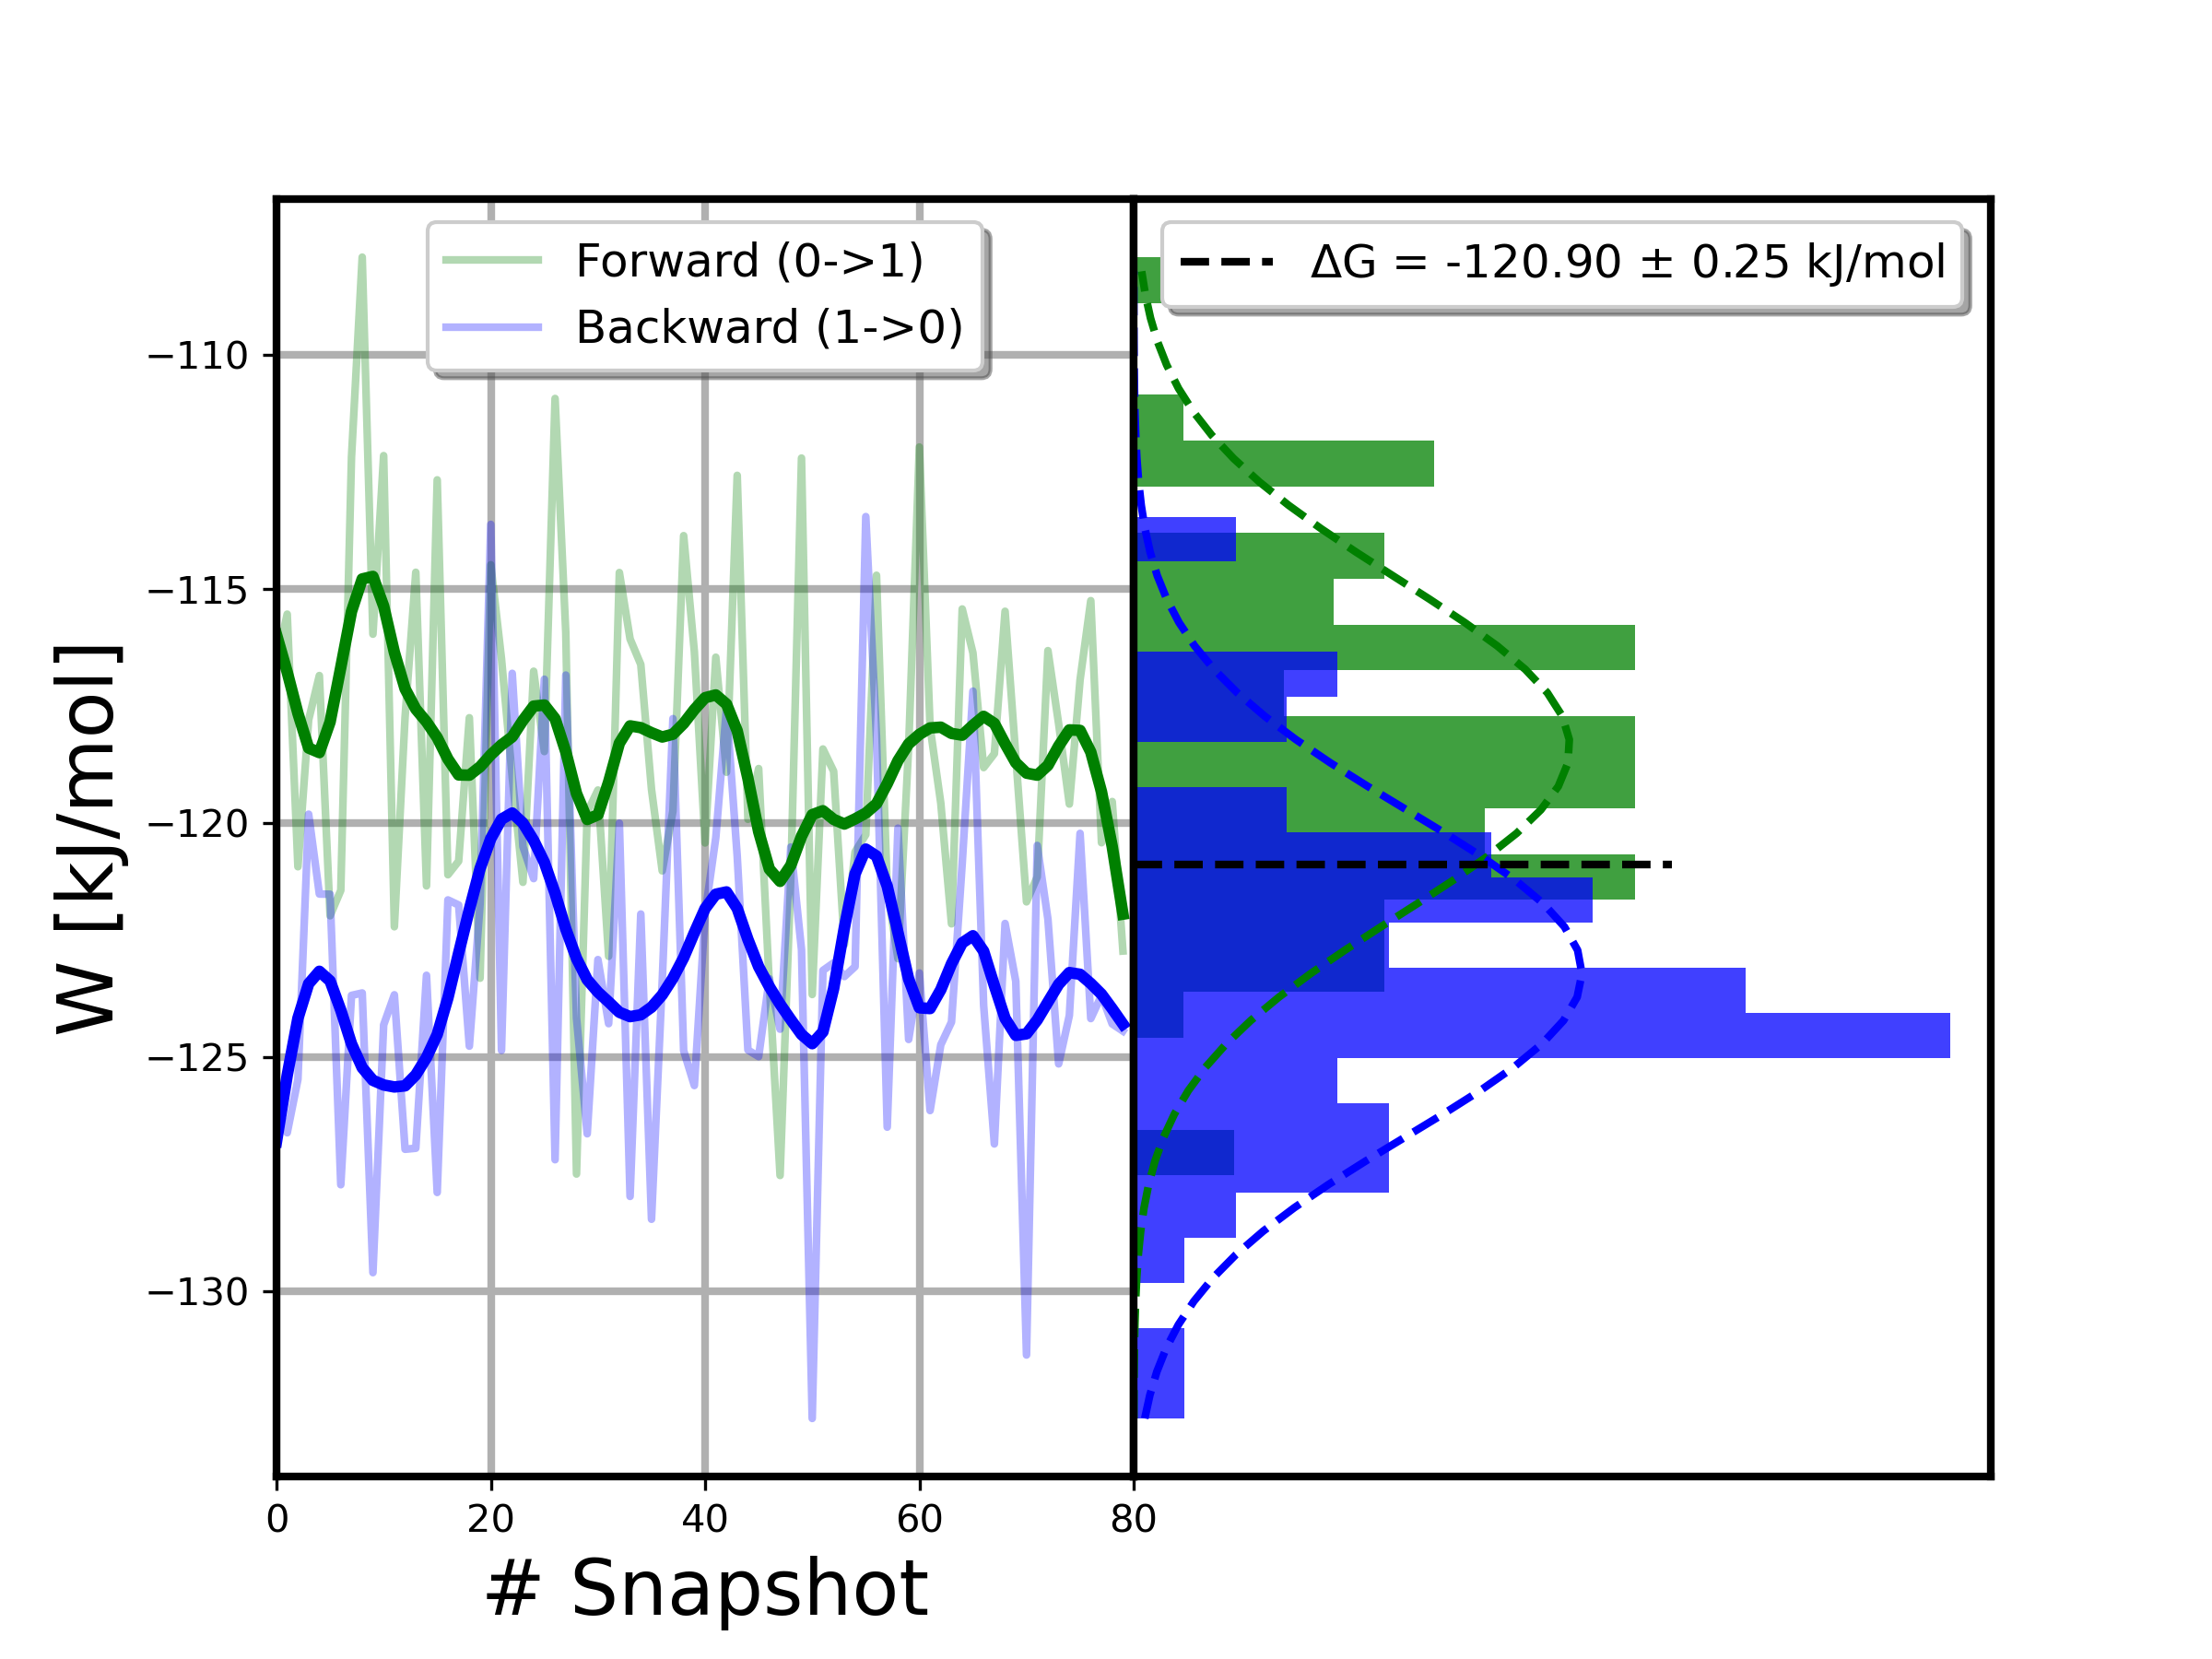 Forward (0->1)
Backward (1->0)
ΔG = -120.90 ± 0.25 kJ/mol
W [kJ/mol]
−110
−115
−120
−125
−130
0 20 40 60 80
# Snapshot